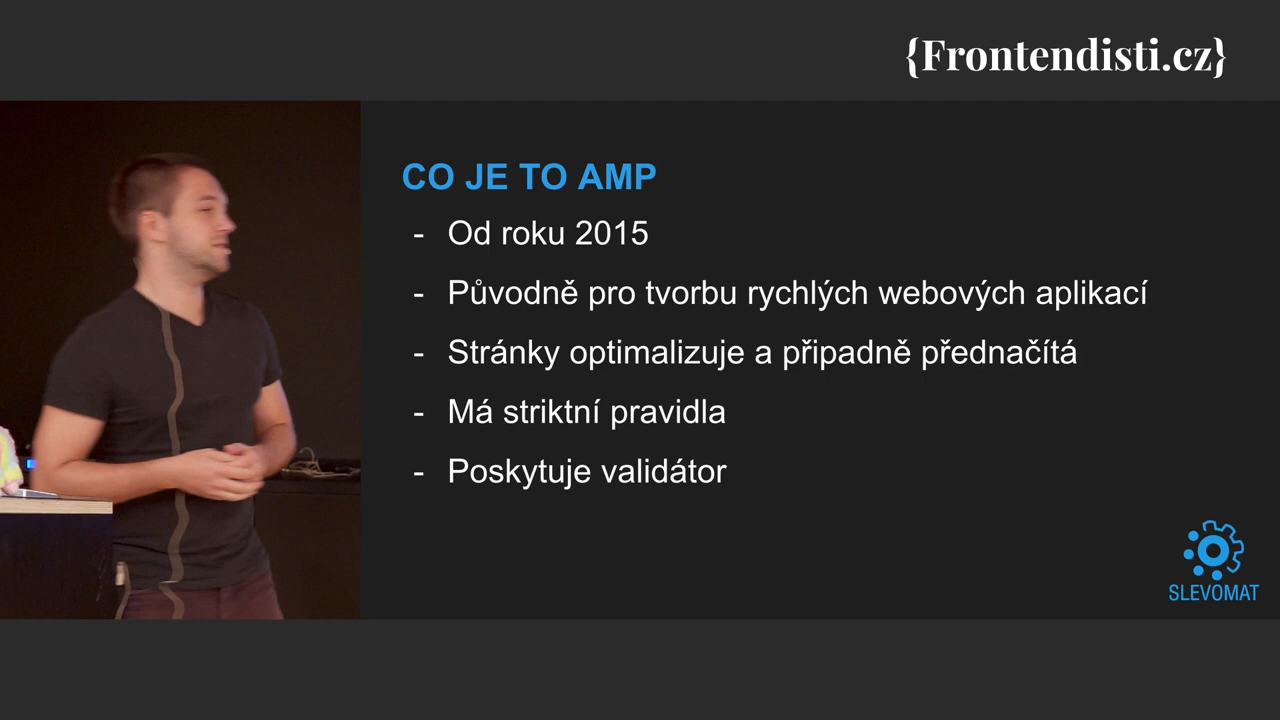 {Frontendisti.cz}
CO JE TO AMP
- Od roku 2015
- Původně pro tvorbu rychlých webových aplikací
- Stránky optimalizuje a připadně přednačítá
- Má striktní pravidla
- Poskytuje validátor
SLEVOMAT